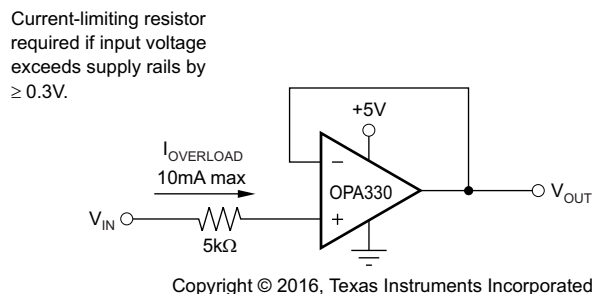 Current-limiting resistor
required if input voltage
exceeds supply rails by
≥ 0.3V.
+5V
I_OVERLOAD
10mA max
−
OPA330
V_OUT
V_IN
+
5kΩ
Copyright © 2016, Texas Instruments Incorporated